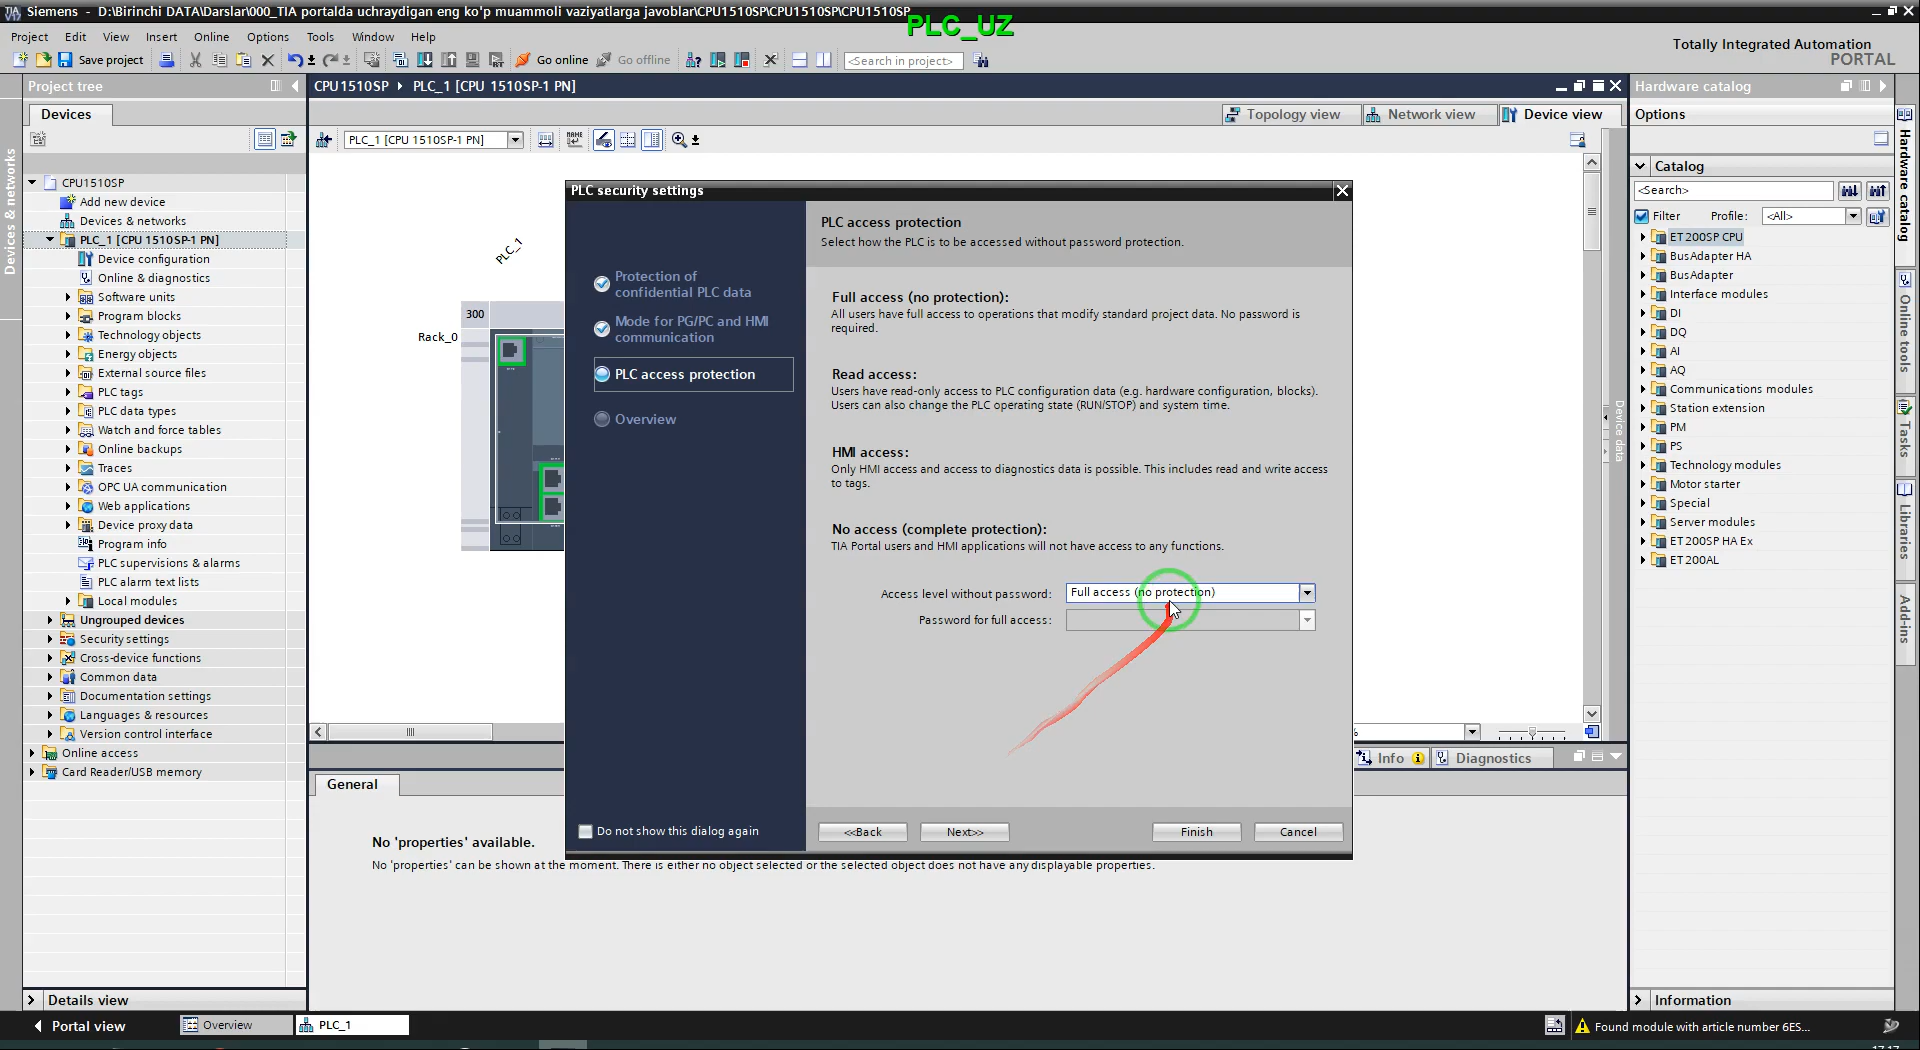 Siemens - D:\Birinchi DATA\Darslar\000_TIA portalda uchraydigan eng ko'p muammoli vaziyatlarga javoblar\CPU1510SP\CPU1510SP\CPU1510SP
PLC_UZ
Project Edit View Insert Online Options Tools Window Help
Totally Integrated Automation
PORTAL
Save project
Go online
Go offline
<Search in project>
Project tree
CPU1510SP PLC_1 [CPU 1510SP-1 PN]
Hardware catalog
Devices
Topology view
Network view
Device view
Options
PLC_1 [CPU 1510SP-1 PN]
Devices & networks
CPU1510SP
Add new device
Devices & networks
PLC_1 [CPU 1510SP-1 PN]
Device configuration
Online & diagnostics
Software units
Program blocks
Technology objects
Energy objects
External source files
PLC tags
PLC data types
Watch and force tables
Online backups
Traces
OPC UA communication
Web applications
Device proxy data
Program info
PLC supervisions & alarms
PLC alarm text lists
Local modules
Ungrouped devices
Security settings
Cross-device functions
Common data
Documentation settings
Languages & resources
Version control interface
Online access
Card Reader/USB memory
Details view
PLC_1
300
Rack_0
PLC security settings
Protection of
confidential PLC data
Mode for PG/PC and HMI
communication
PLC access protection
Overview
Do not show this dialog again
PLC access protection
Select how the PLC is to be accessed without password protection.
Full access (no protection):
All users have full access to operations that modify standard project data. No password is
required.
Read access:
Users have read-only access to PLC configuration data (e.g. hardware configuration, blocks).
Users can also change the PLC operating state (RUN/STOP) and system time.
HMI access:
Only HMI access and access to diagnostics data is possible. This includes read and write access
to tags.
No access (complete protection):
TIA Portal users and HMI applications will not have access to any functions.
Access level without password: Full access (no protection)
Password for full access:
<<Back
Next>>
Finish
Cancel
Device data
Info
Diagnostics
General
No 'properties' available.
No 'properties' can be shown at the moment. There is either no object selected or the selected object does not have any displayable properties.
Catalog
<Search>
Filter
Profile: <All>
ET 200SP CPU
BusAdapter HA
BusAdapter
Interface modules
DI
DQ
AI
AQ
Communications modules
Station extension
PM
PS
Technology modules
Motor starter
Special
Server modules
ET 200SP HA Ex
ET 200AL
Information
Hardware catalog
Online tools
Tasks
Libraries
Add-ins
Portal view
Overview
PLC_1
Found module with article number 6ES...